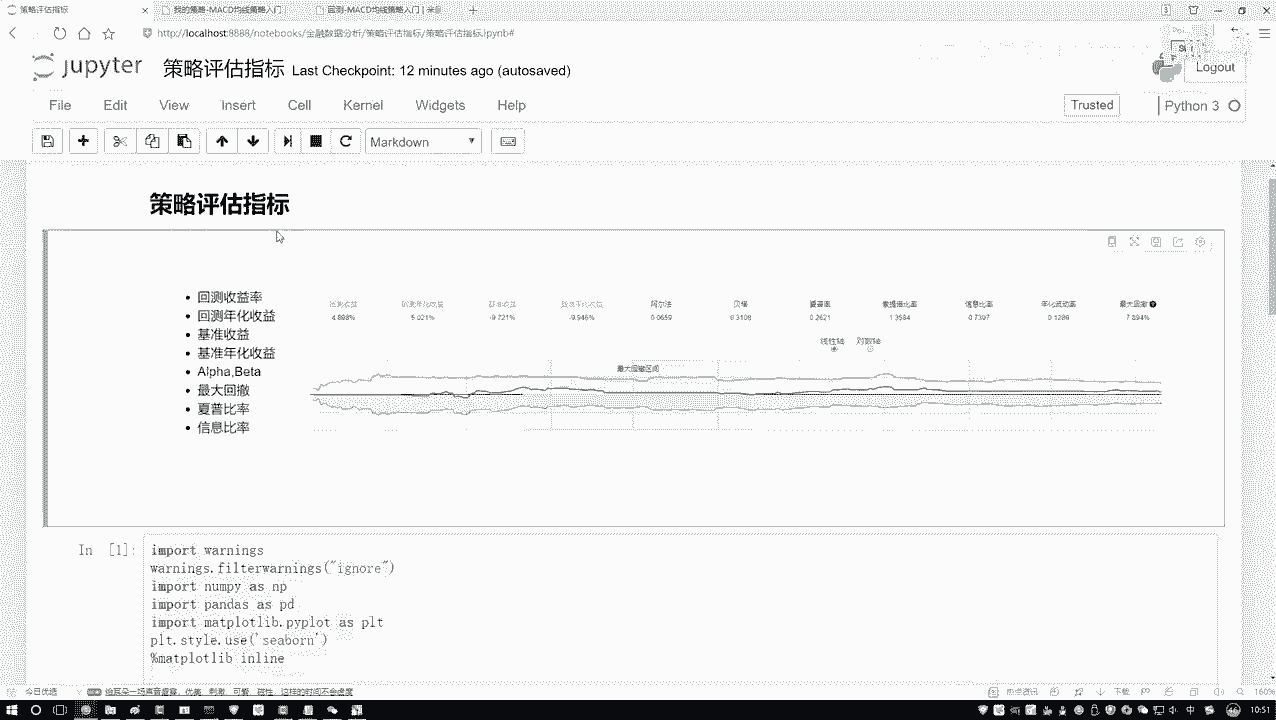 策略评估指标
我的策略-MACD均线策略入门
回测-MACD均线策略入门 | 米
http://localhost:8888/notebooks/金融数据分析/策略评估指标/策略评估指标.ipynb#
jupyter 策略评估指标 Last Checkpoint: 12 minutes ago (autosaved)
Logout
File Edit View Insert Cell Kernel Widgets Help
Trusted
Python 3
Markdown
策略评估指标
回测收益率
回测年化收益
基准收益
基准年化收益
Alpha,Beta
最大回撤
夏普比率
信息比率
回测收益 回测年化收益 基准收益 基准年化收益 阿尔法 贝塔 夏普率 索提诺比率 信息比率 年化波动率 最大回撤
4.898% 5.021% -9.721% -9.946% 0.0659 0.3108 0.2621 1.3584 0.7397 0.1286 7.894%
线性轴 对数轴
最大回撤区间
In [1]:
import warnings
warnings.filterwarnings("ignore")
import numpy as np
import pandas as pd
import matplotlib.pyplot as plt
plt.style.use('seaborn')
%matplotlib inline
今日优选
热点资讯
下载
160%
中
10:51